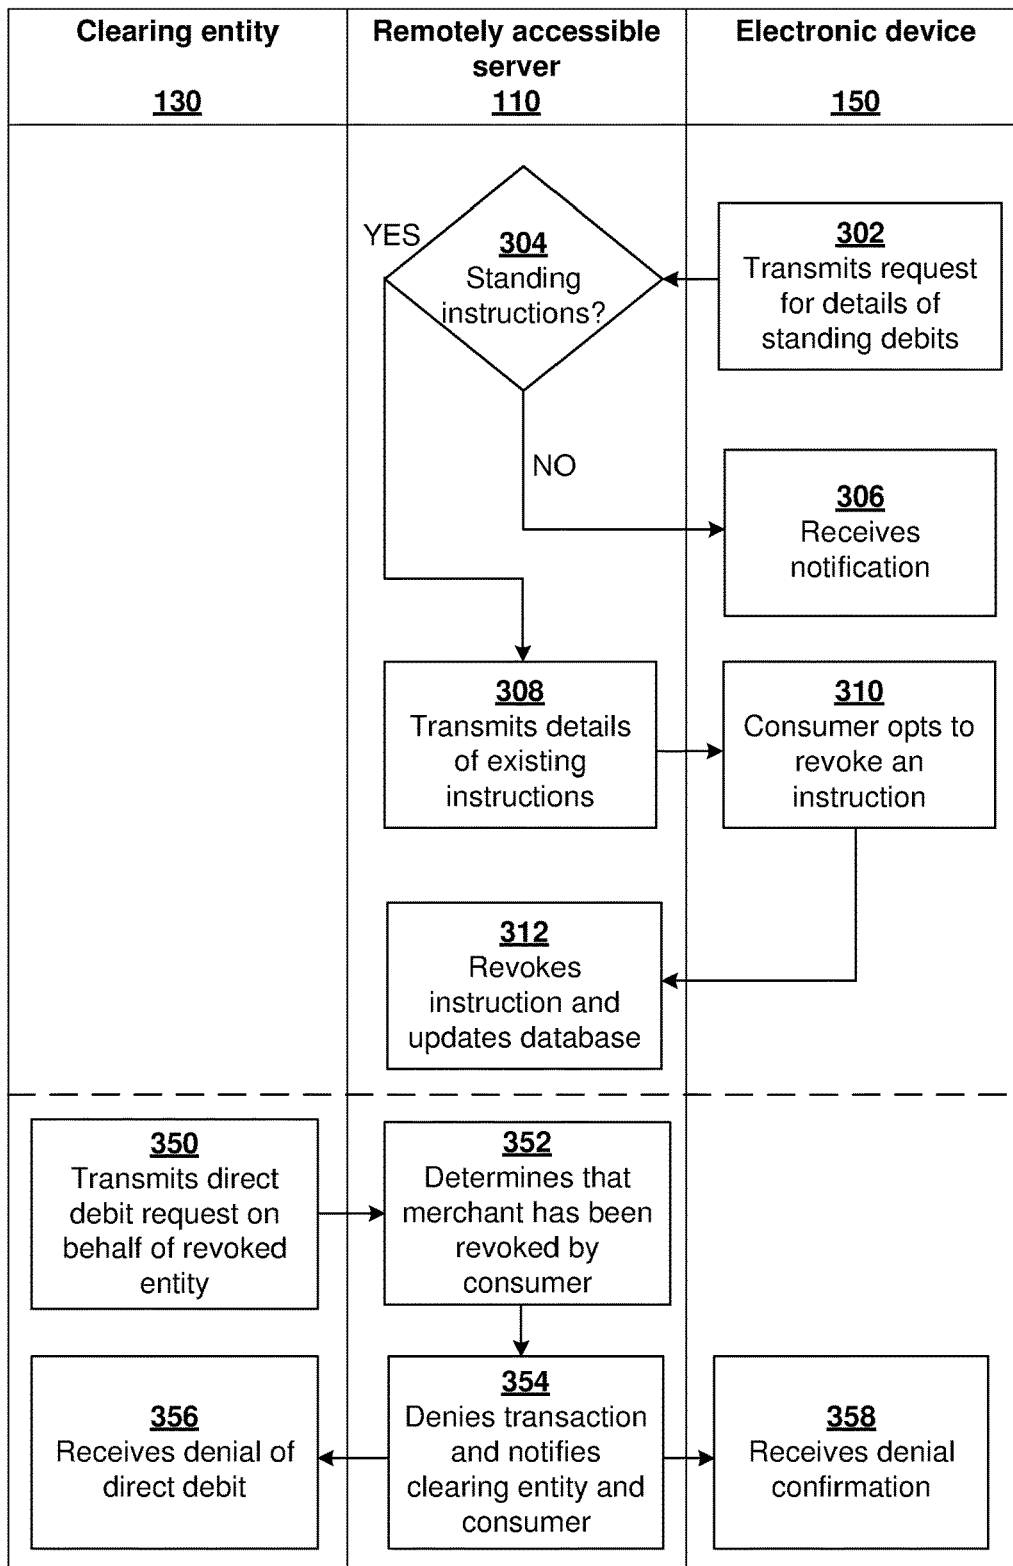 Clearing entity
130
Remotely accessible
server
110
Electronic device
150
YES
304
Standing
instructions?
302
Transmits request
for details of
standing debits
NO
306
Receives
notification
308
Transmits details
of existing
instructions
310
Consumer opts to
revoke an
instruction
312
Revokes
instruction and
updates database
350
Transmits direct
debit request on
behalf of revoked
entity
352
Determines that
merchant has been
revoked by
consumer
356
Receives denial of
direct debit
354
Denies transaction
and notifies
clearing entity and
consumer
358
Receives denial
confirmation